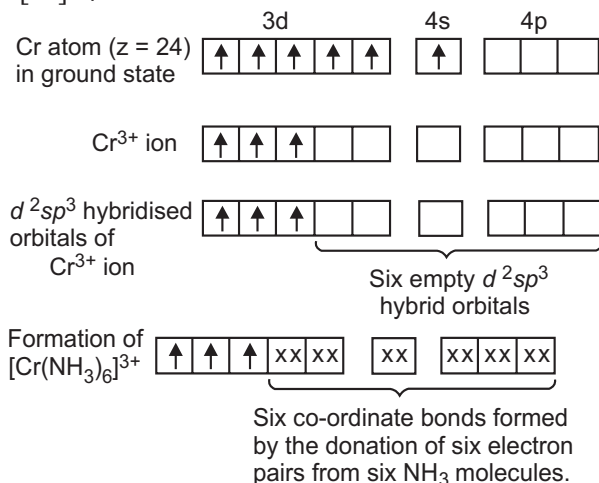 3d 4s 4p
Cr atom (z = 24)
in ground state
Cr3+ ion
d 2sp3 hybridised
orbitals of
Cr3+ ion
Six empty d 2sp3
hybrid orbitals
Formation of
[Cr(NH3)6]3+
xx xx xx xx xx xx
Six co-ordinate bonds formed
by the donation of six electron
pairs from six NH3 molecules.